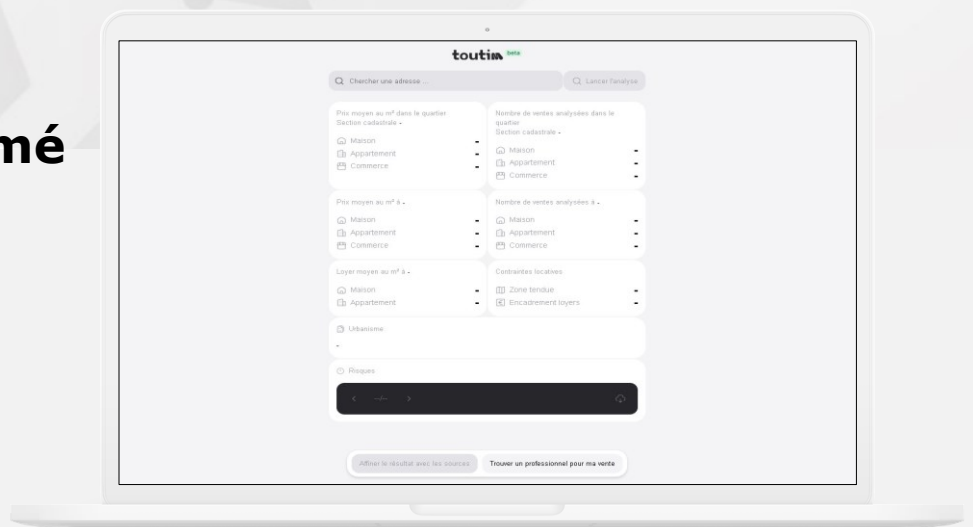 mé
toutim beta
Chercher une adresse ...
Lancer l'analyse
Prix moyen au m² dans le quartier
Section cadastrale -
Maison -
Appartement -
Commerce -
Nombre de ventes analysées dans le
quartier
Section cadastrale -
Maison -
Appartement -
Commerce -
Prix moyen au m² à -
Maison -
Appartement -
Commerce -
Nombre de ventes analysées à -
Maison -
Appartement -
Commerce -
Loyer moyen au m² à -
Maison -
Appartement -
Contraintes locatives
Zone tendue -
Encadrement loyers -
Urbanisme
-
Risques
< --/-- >
Affiner le résultat avec les sources
Trouver un professionnel pour ma vente